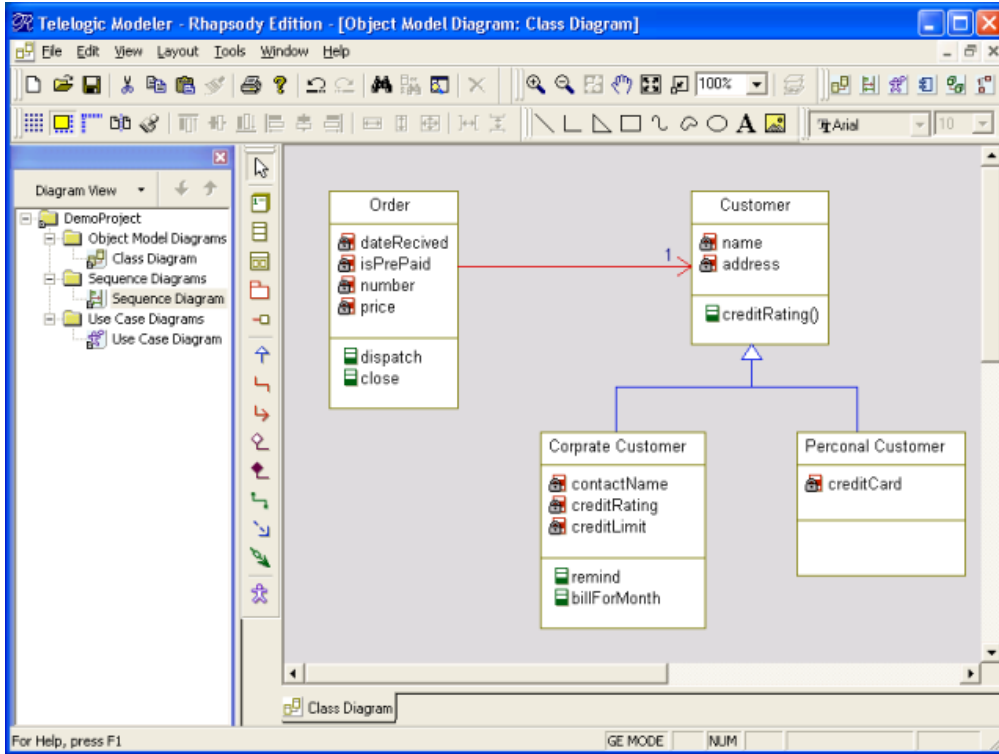 Telelogic Modeler - Rhapsody Edition - [Object Model Diagram: Class Diagram]
File Edit View Layout Tools Window Help
100%
A Arial 10
Diagram View
DemoProject
Object Model Diagrams
Class Diagram
Sequence Diagrams
Sequence Diagram
Use Case Diagrams
Use Case Diagram
Order
dateRecived
isPrePaid
number
price
dispatch
close
1
Customer
name
address
creditRating()
Corprate Customer
contactName
creditRating
creditLimit
remind
billForMonth
Perconal Customer
creditCard
Class Diagram
For Help, press F1
GE MODE NUM